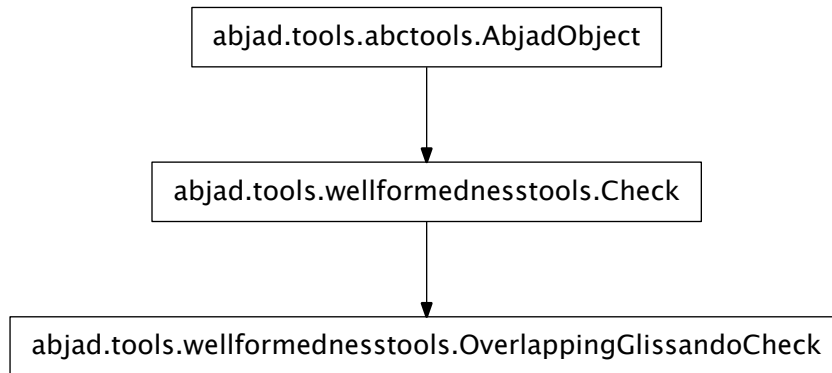 abjad.tools.abctools.AbjadObject
abjad.tools.wellformednesstools.Check
abjad.tools.wellformednesstools.OverlappingGlissandoCheck